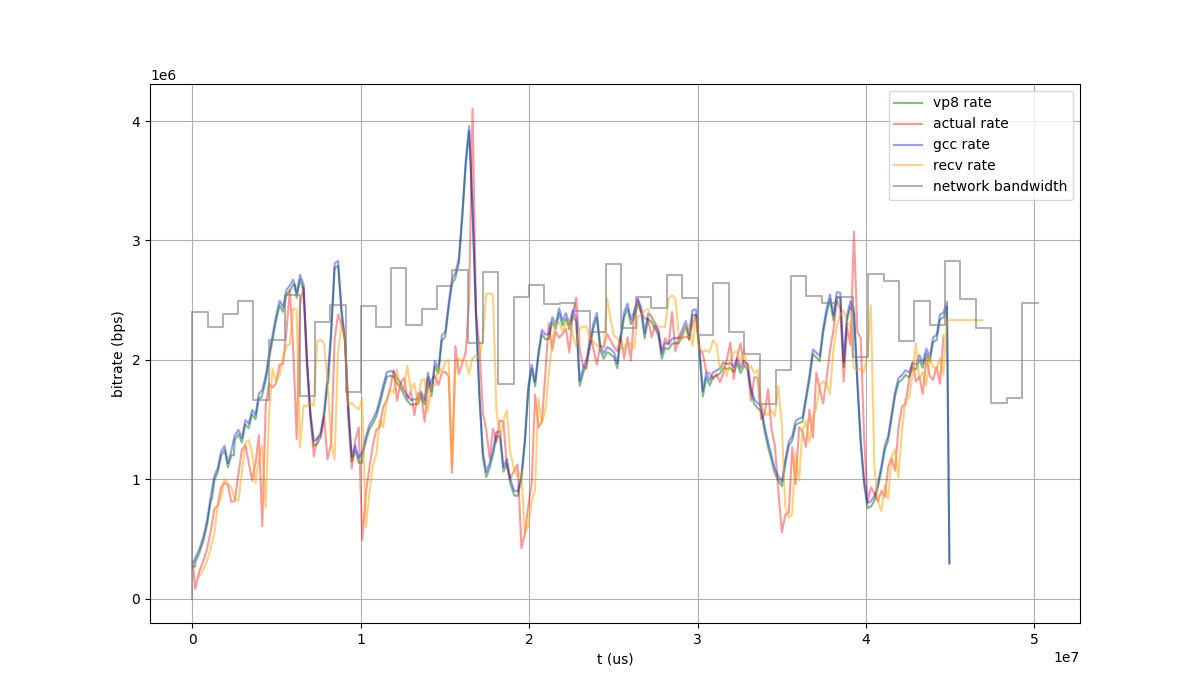 1e6
vp8 rate
actual rate
gcc rate
recv rate
network bandwidth
4
3
2
1
0
bitrate (bps)
0 1 2 3 4 5
t (us)
1e7